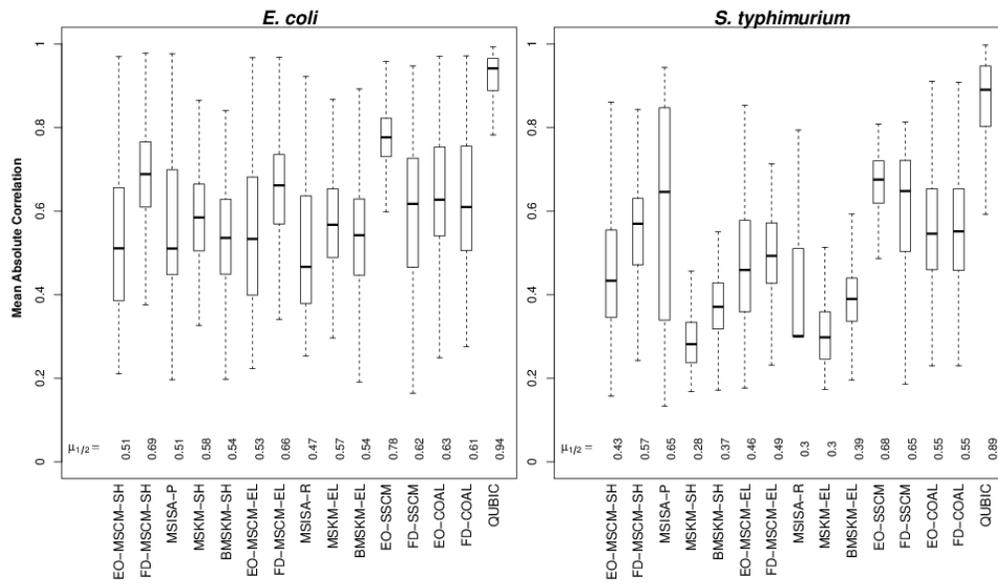 E. coli
S. typhimurium
Mean Absolute Correlation
1
0.8
0.6
0.4
0.2
0
μ1/2 =
0.51
0.69
0.51
0.58
0.54
0.53
0.66
0.47
0.57
0.54
0.78
0.62
0.63
0.61
0.94
EO−MSCM−SH
FD−MSCM−SH
MSISA−P
MSKM−SH
BMSKM−SH
EO−MSCM−EL
FD−MSCM−EL
MSISA−R
MSKM−EL
BMSKM−EL
EO−SSCM
FD−SSCM
EO−COAL
FD−COAL
QUBIC
1
0.8
0.6
0.4
0.2
0
μ1/2 =
0.43
0.57
0.65
0.28
0.37
0.46
0.49
0.3
0.3
0.39
0.68
0.65
0.55
0.55
0.89
EO−MSCM−SH
FD−MSCM−SH
MSISA−P
MSKM−SH
BMSKM−SH
EO−MSCM−EL
FD−MSCM−EL
MSISA−R
MSKM−EL
BMSKM−EL
EO−SSCM
FD−SSCM
EO−COAL
FD−COAL
QUBIC